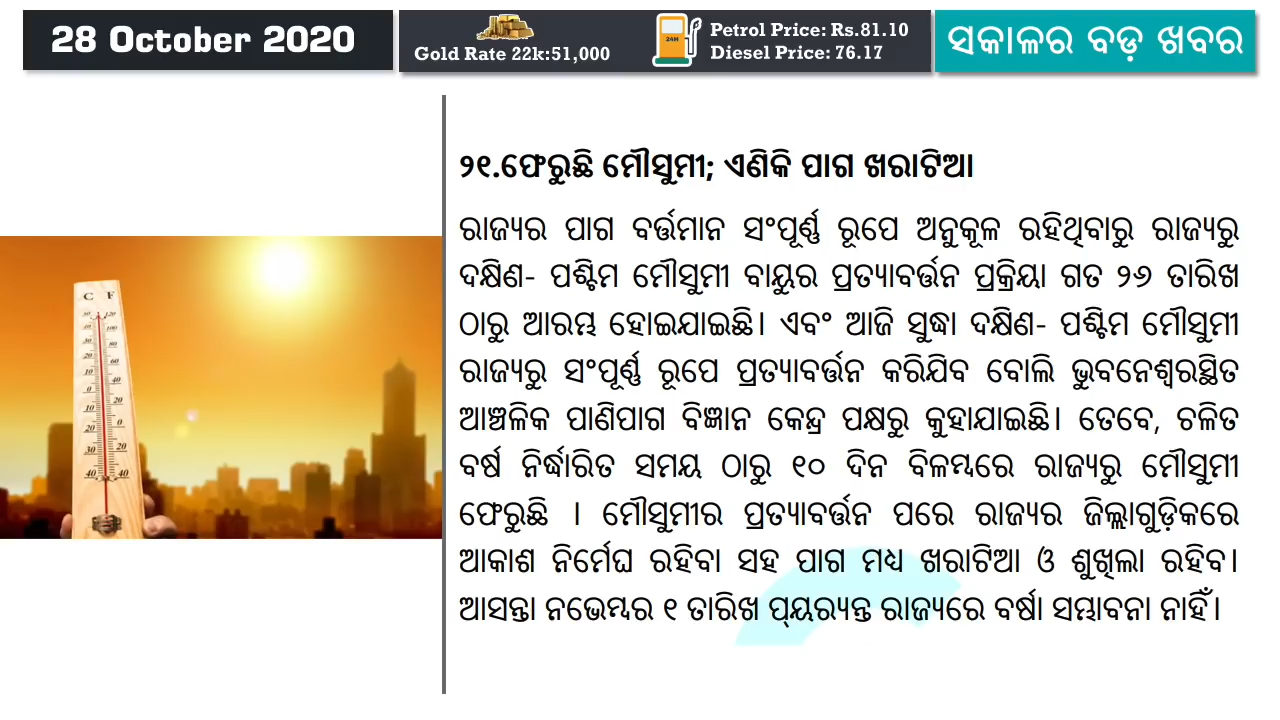 28 October 2020
Gold Rate 22k:51,000
24H
Petrol Price: Rs.81.10
Diesel Price: 76.17
ସକାଳର ବଡ଼ ଖବର
୨୧.ଫେରୁଛି ମୌସୁମୀ; ଏଣିକି ପାଗ ଖରାଟିଆ
ରାଜ୍ୟର ପାଗ ବର୍ତ୍ତମାନ ସଂପୂର୍ଣ୍ଣ ରୂପେ ଅନୁକୂଳ ରହିଥିବାରୁ ରାଜ୍ୟରୁ
ଦକ୍ଷିଣ- ପଶ୍ଚିମ ମୌସୁମୀ ବାୟୁର ପ୍ରତ୍ୟାବର୍ତ୍ତନ ପ୍ରକ୍ରିୟା ଗତ ୨୬ ତାରିଖ
ଠାରୁ ଆରମ୍ଭ ହୋଇଯାଇଛି। ଏବଂ ଆଜି ସୁଦ୍ଧା ଦକ୍ଷିଣ- ପଶ୍ଚିମ ମୌସୁମୀ
ରାଜ୍ୟରୁ ସଂପୂର୍ଣ୍ଣ ରୂପେ ପ୍ରତ୍ୟାବର୍ତ୍ତନ କରିଯିବ ବୋଲି ଭୁବନେଶ୍ୱରସ୍ଥିତ
ଆଞ୍ଚଳିକ ପାଣିପାଗ ବିଜ୍ଞାନ କେନ୍ଦ୍ର ପକ୍ଷରୁ କୁହାଯାଇଛି। ତେବେ, ଚଳିତ
ବର୍ଷ ନିର୍ଦ୍ଧାରିତ ସମୟ ଠାରୁ ୧୦ ଦିନ ବିଳମ୍ବରେ ରାଜ୍ୟରୁ ମୌସୁମୀ
ଫେରୁଛି । ମୌସୁମୀର ପ୍ରତ୍ୟାବର୍ତ୍ତନ ପରେ ରାଜ୍ୟର ଜିଲ୍ଲାଗୁଡ଼ିକରେ
ଆକାଶ ନିର୍ମେଘ ରହିବା ସହ ପାଗ ମଧ୍ୟ ଖରାଟିଆ ଓ ଶୁଖିଲା ରହିବ।
ଆସନ୍ତା ନଭେମ୍ବର ୧ ତାରିଖ ପ୍ୟର୍ୟନ୍ତ ରାଜ୍ୟରେ ବର୍ଷା ସମ୍ଭାବନା ନାହିଁ।
C F